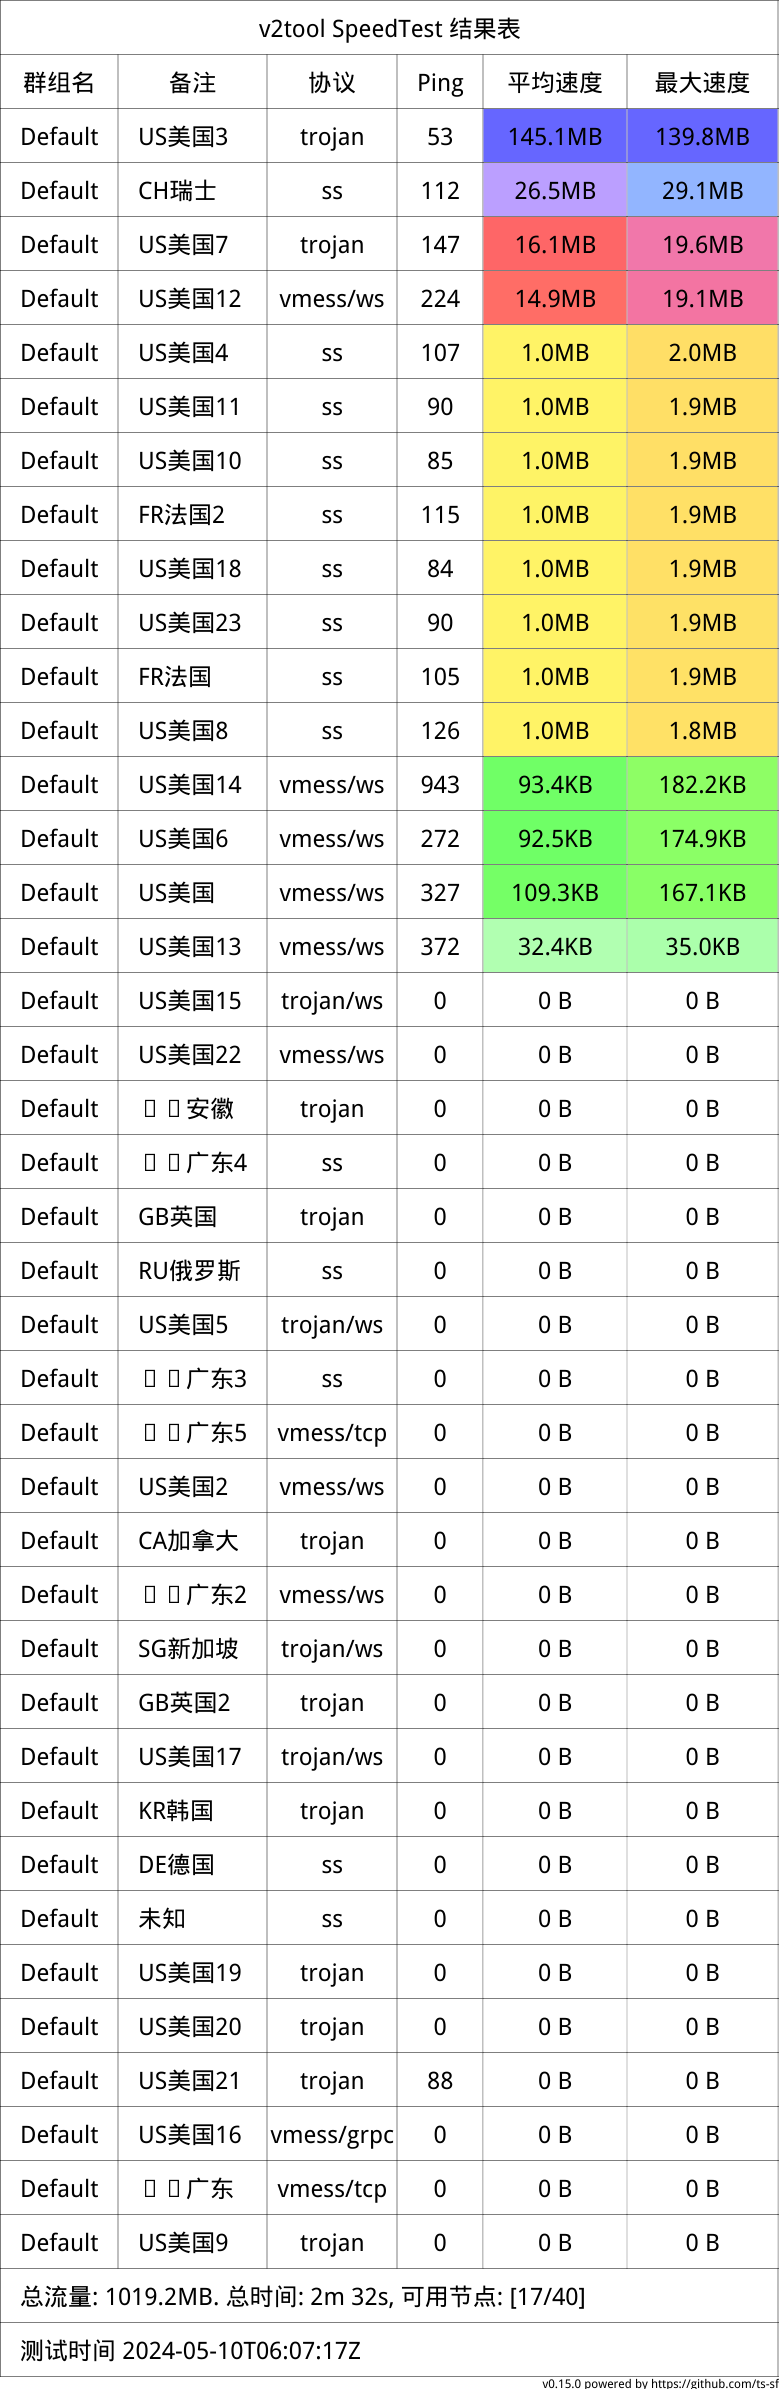 v2tool SpeedTest 结果表
群组名 备注 协议 Ping 平均速度 最大速度
Default US美国3 trojan 53 145.1MB 139.8MB
Default CH瑞士 ss 112 26.5MB 29.1MB
Default US美国7 trojan 147 16.1MB 19.6MB
Default US美国12 vmess/ws 224 14.9MB 19.1MB
Default US美国4 ss 107 1.0MB 2.0MB
Default US美国11 ss 90 1.0MB 1.9MB
Default US美国10 ss 85 1.0MB 1.9MB
Default FR法国2 ss 115 1.0MB 1.9MB
Default US美国18 ss 84 1.0MB 1.9MB
Default US美国23 ss 90 1.0MB 1.9MB
Default FR法国 ss 105 1.0MB 1.9MB
Default US美国8 ss 126 1.0MB 1.8MB
Default US美国14 vmess/ws 943 93.4KB 182.2KB
Default US美国6 vmess/ws 272 92.5KB 174.9KB
Default US美国 vmess/ws 327 109.3KB 167.1KB
Default US美国13 vmess/ws 372 32.4KB 35.0KB
Default US美国15 trojan/ws 0 0 B 0 B
Default US美国22 vmess/ws 0 0 B 0 B
Default 安徽 trojan 0 0 B 0 B
Default 广东4 ss 0 0 B 0 B
Default GB英国 trojan 0 0 B 0 B
Default RU俄罗斯 ss 0 0 B 0 B
Default US美国5 trojan/ws 0 0 B 0 B
Default 广东3 ss 0 0 B 0 B
Default 广东5 vmess/tcp 0 0 B 0 B
Default US美国2 vmess/ws 0 0 B 0 B
Default CA加拿大 trojan 0 0 B 0 B
Default 广东2 vmess/ws 0 0 B 0 B
Default SG新加坡 trojan/ws 0 0 B 0 B
Default GB英国2 trojan 0 0 B 0 B
Default US美国17 trojan/ws 0 0 B 0 B
Default KR韩国 trojan 0 0 B 0 B
Default DE德国 ss 0 0 B 0 B
Default 未知 ss 0 0 B 0 B
Default US美国19 trojan 0 0 B 0 B
Default US美国20 trojan 0 0 B 0 B
Default US美国21 trojan 88 0 B 0 B
Default US美国16 vmess/grpc 0 0 B 0 B
Default 广东 vmess/tcp 0 0 B 0 B
Default US美国9 trojan 0 0 B 0 B
总流量: 1019.2MB. 总时间: 2m 32s, 可用节点: [17/40]
测试时间 2024-05-10T06:07:17Z
v0.15.0 powered by https://github.com/ts-sf